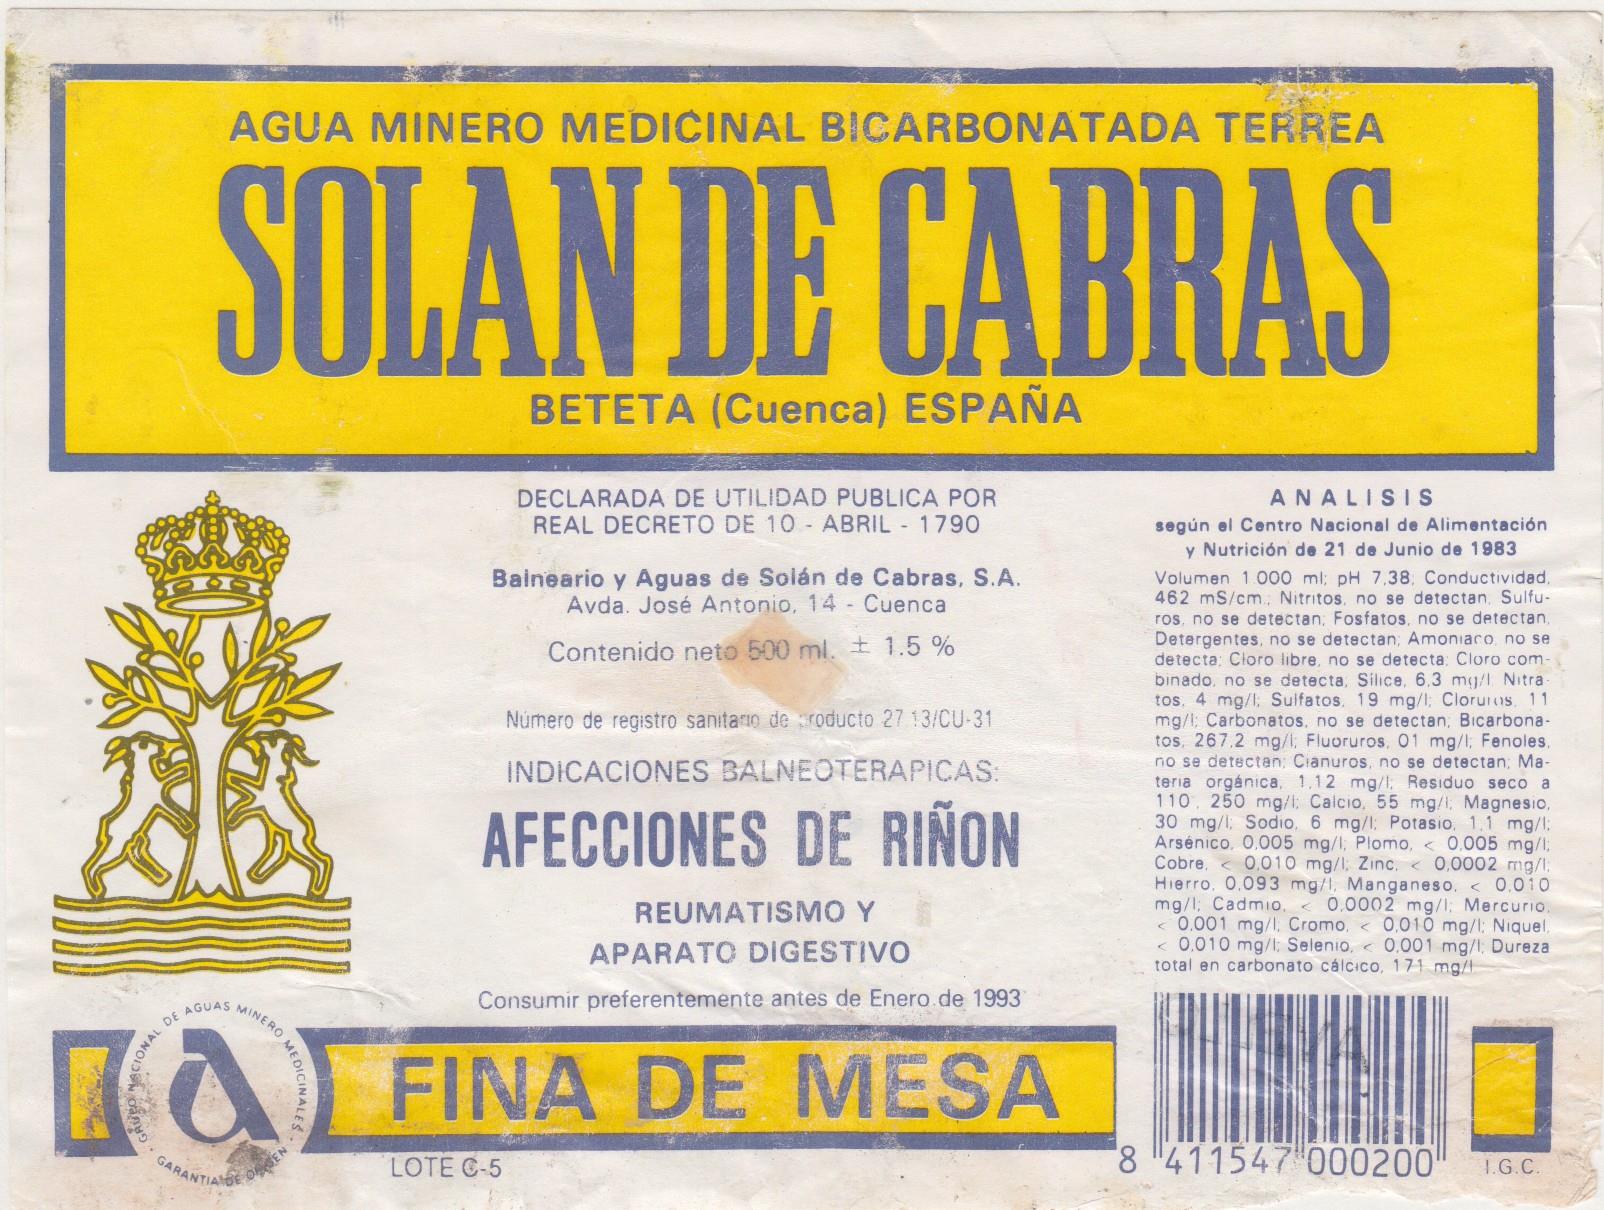 AGUA MINERO MEDICINAL BICARBONATADA TERREA
SOLAN DE CABRAS
BETETA (Cuenca) ESPAÑA
DECLARADA DE UTILIDAD PUBLICA POR
REAL DECRETO DE 10 - ABRIL - 1790
Balneario y Aguas de Solán de Cabras, S.A.
Avda. José Antonio, 14 - Cuenca
Contenido neto 500 ml. ± 1.5 %
Número de registro sanitario de producto 27 13/CU-31
INDICACIONES BALNEOTERAPICAS:
AFECCIONES DE RIÑON
REUMATISMO Y
APARATO DIGESTIVO
Consumir preferentemente antes de Enero de 1993
ANALISIS
según el Centro Nacional de Alimentación
y Nutrición de 21 de Junio de 1983
Volumen 1.000 ml; pH 7,38; Conductividad,
462 mS/cm.; Nitritos, no se detectan; Sulfu-
ros, no se detectan; Fosfatos, no se detectan;
Detergentes, no se detectan; Amoniaco, no se
detecta; Cloro libre, no se detecta; Cloro com-
binado, no se detecta; Sílice, 6,3 mg/l; Nitra-
tos, 4 mg/l; Sulfatos, 19 mg/l; Cloruros, 11
mg/l; Carbonatos, no se detectan; Bicarbona-
tos, 267,2 mg/l; Fluoruros, 01 mg/l; Fenoles,
no se detectan; Cianuros, no se detectan; Ma-
teria orgánica, 1,12 mg/l; Residuo seco a
110°, 250 mg/l; Calcio, 55 mg/l; Magnesio,
30 mg/l; Sodio, 6 mg/l; Potasio, 1,1 mg/l;
Arsénico, 0,005 mg/l; Plomo, < 0,005 mg/l;
Cobre, < 0,010 mg/l; Zinc, < 0,0002 mg/l;
Hierro, 0,093 mg/l; Manganeso, < 0,010
mg/l; Cadmio, < 0,0002 mg/l; Mercurio,
< 0,001 mg/l; Cromo, < 0,010 mg/l; Niquel,
< 0,010 mg/l; Selenio, < 0,001 mg/l; Dureza
total en carbonato cálcico, 171 mg/l
GRUPO NACIONAL DE AGUAS MINERO MEDICINALES · GARANTIA DE ORIGEN ·
a
FINA DE MESA
LOTE C-5
8 411547 000200
I.G.C.